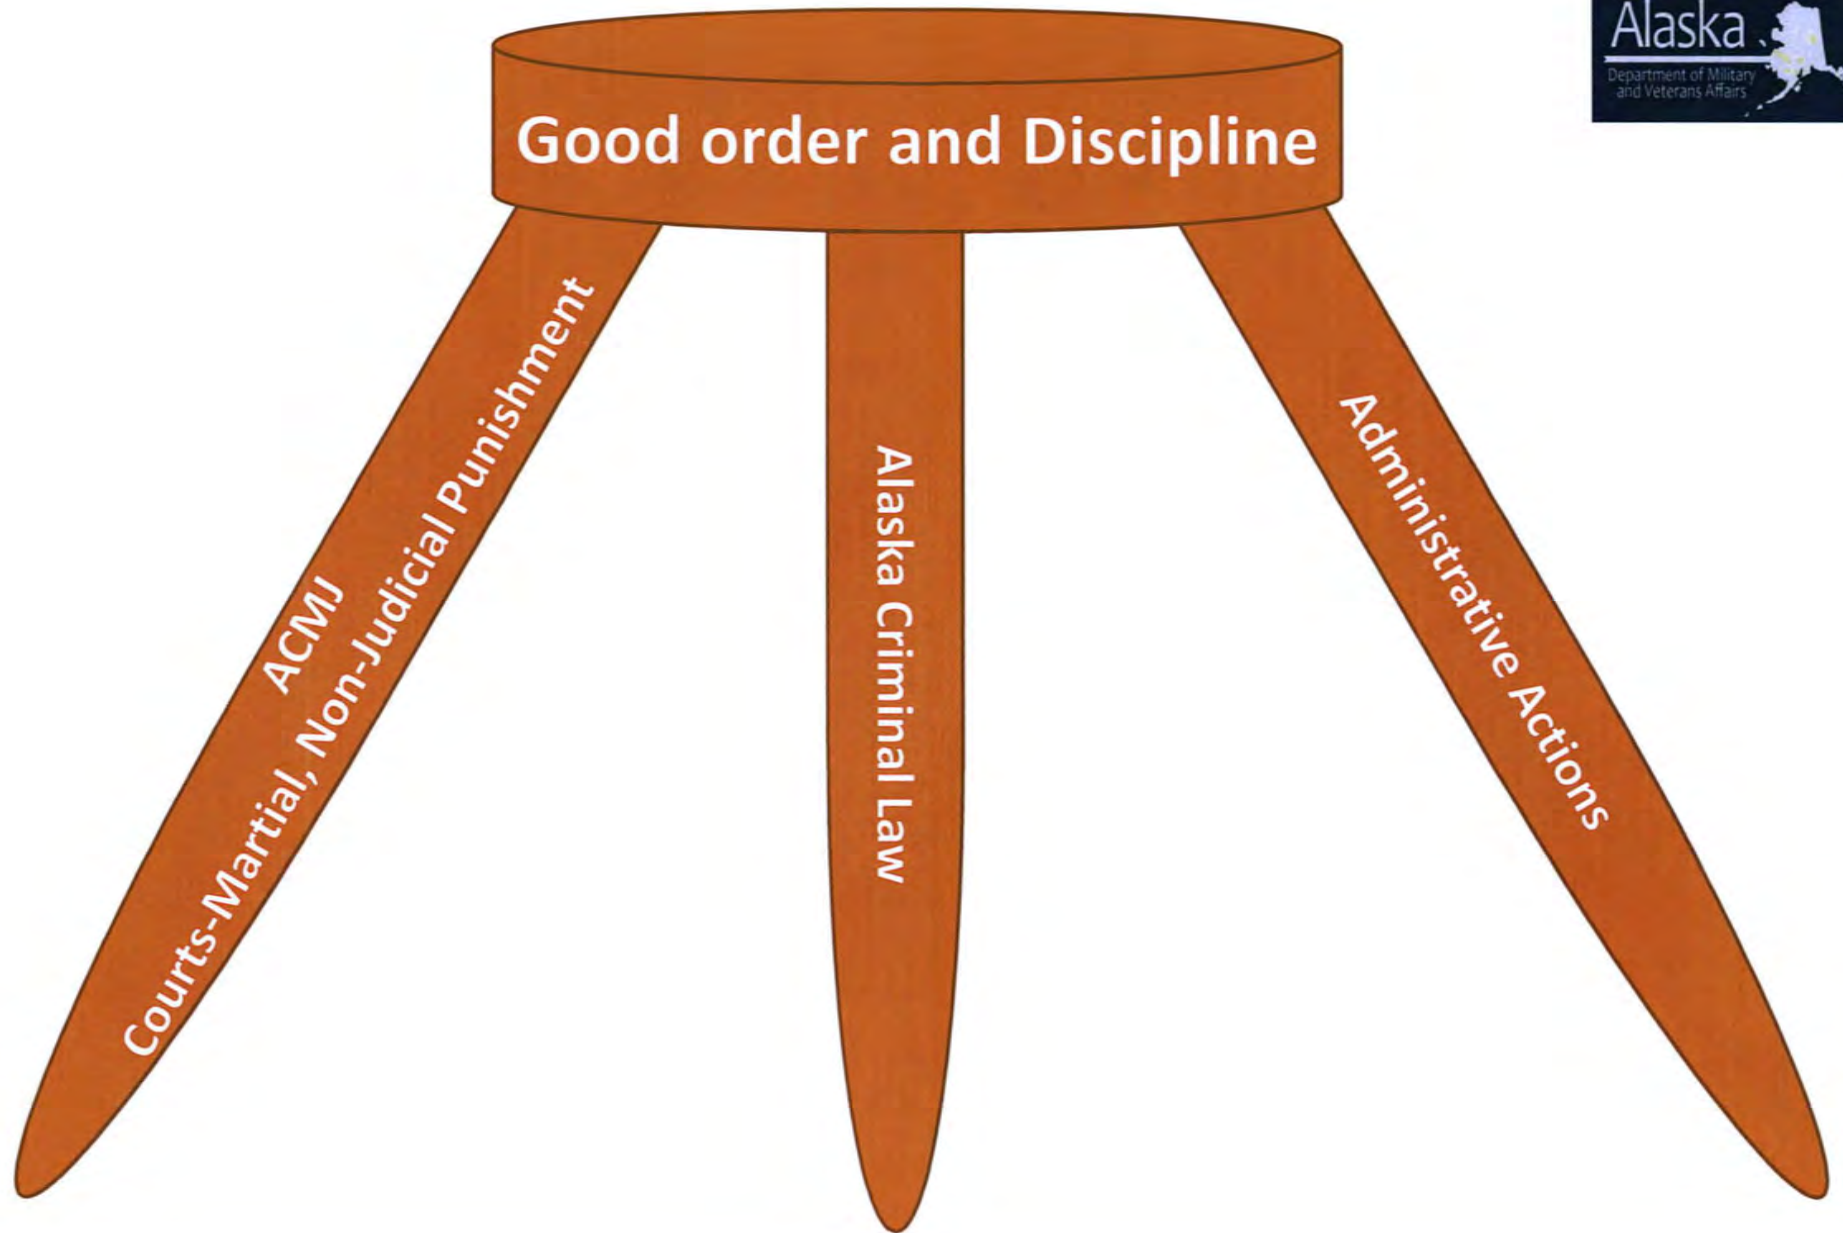 Alaska
Department of Military
and Veterans Affairs
Good order and Discipline
ACMJ
Courts-Martial, Non-Judicial Punishment
Alaska Criminal Law
Administrative Actions